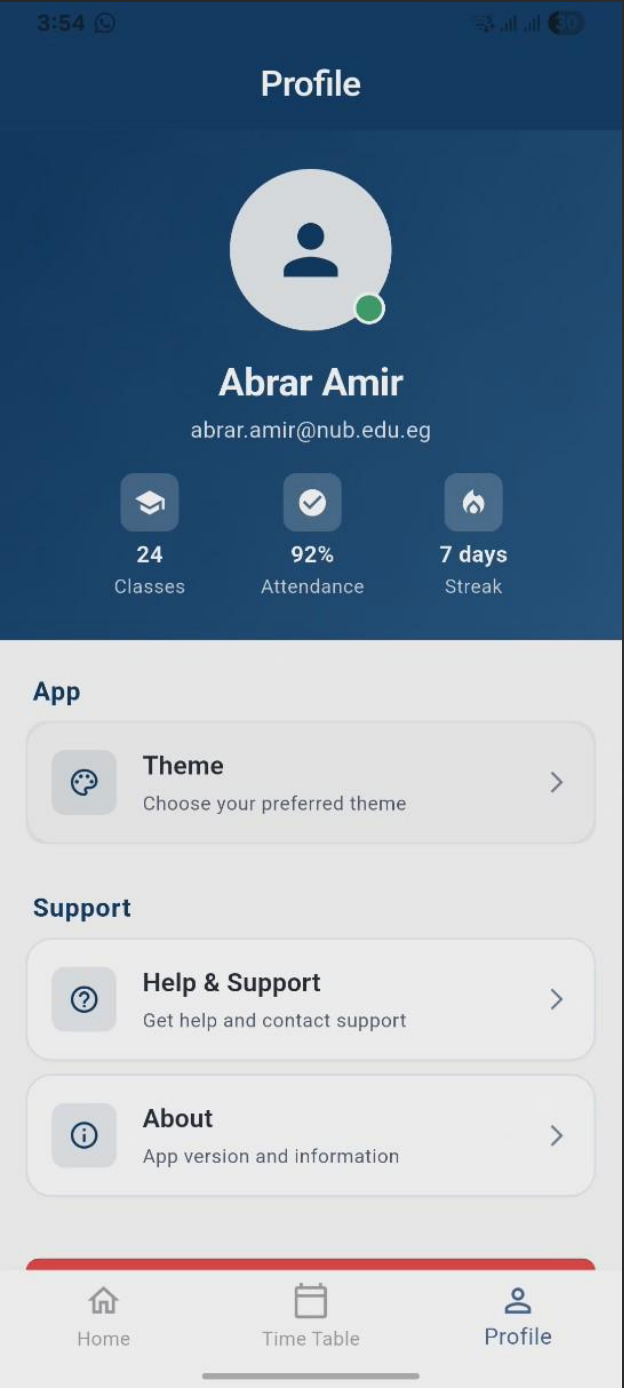 3:54
30
Profile
Abrar Amir
abrar.amir@nub.edu.eg
24 92% 7 days
Classes Attendance Streak
App
Theme
Choose your preferred theme
Support
Help & Support
Get help and contact support
About
App version and information
Home Time Table Profile